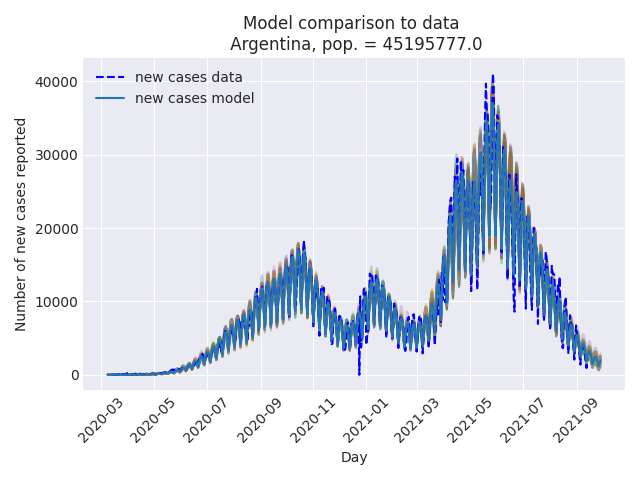 Model comparison to data
Argentina, pop. = 45195777.0
new cases data
new cases model
Number of new cases reported
40000
30000
20000
10000
0
2020-03
2020-05
2020-07
2020-09
2020-11
2021-01
2021-03
2021-05
2021-07
2021-09
Day